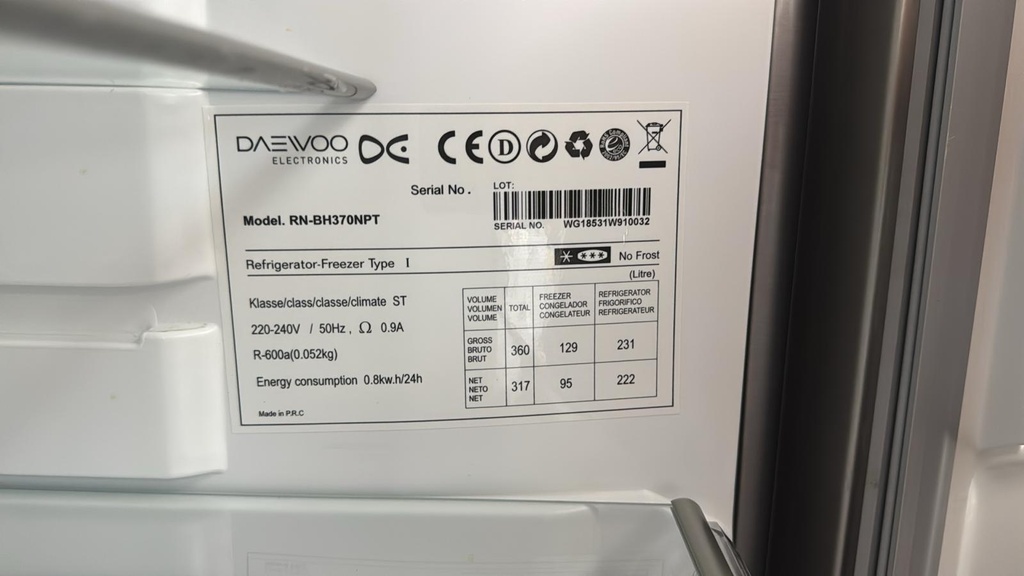 DAEWOO
ELECTRONICS
CE
D
Serial No .
LOT:
SERIAL NO. WG18531W910032
Model. RN-BH370NPT
Refrigerator-Freezer Type I
No Frost
(Litre)
Klasse/class/classe/climate ST
220-240V / 50Hz , Ω 0.9A
R-600a(0.052kg)
Energy consumption 0.8kw.h/24h
Made in P.R.C
VOLUME VOLUMEN VOLUME TOTAL FREEZER CONGELADOR CONGELATEUR REFRIGERATOR FRIGORIFICO REFRIGERATEUR
GROSS BRUTO BRUT 360 129 231
NET NETO NET 317 95 222